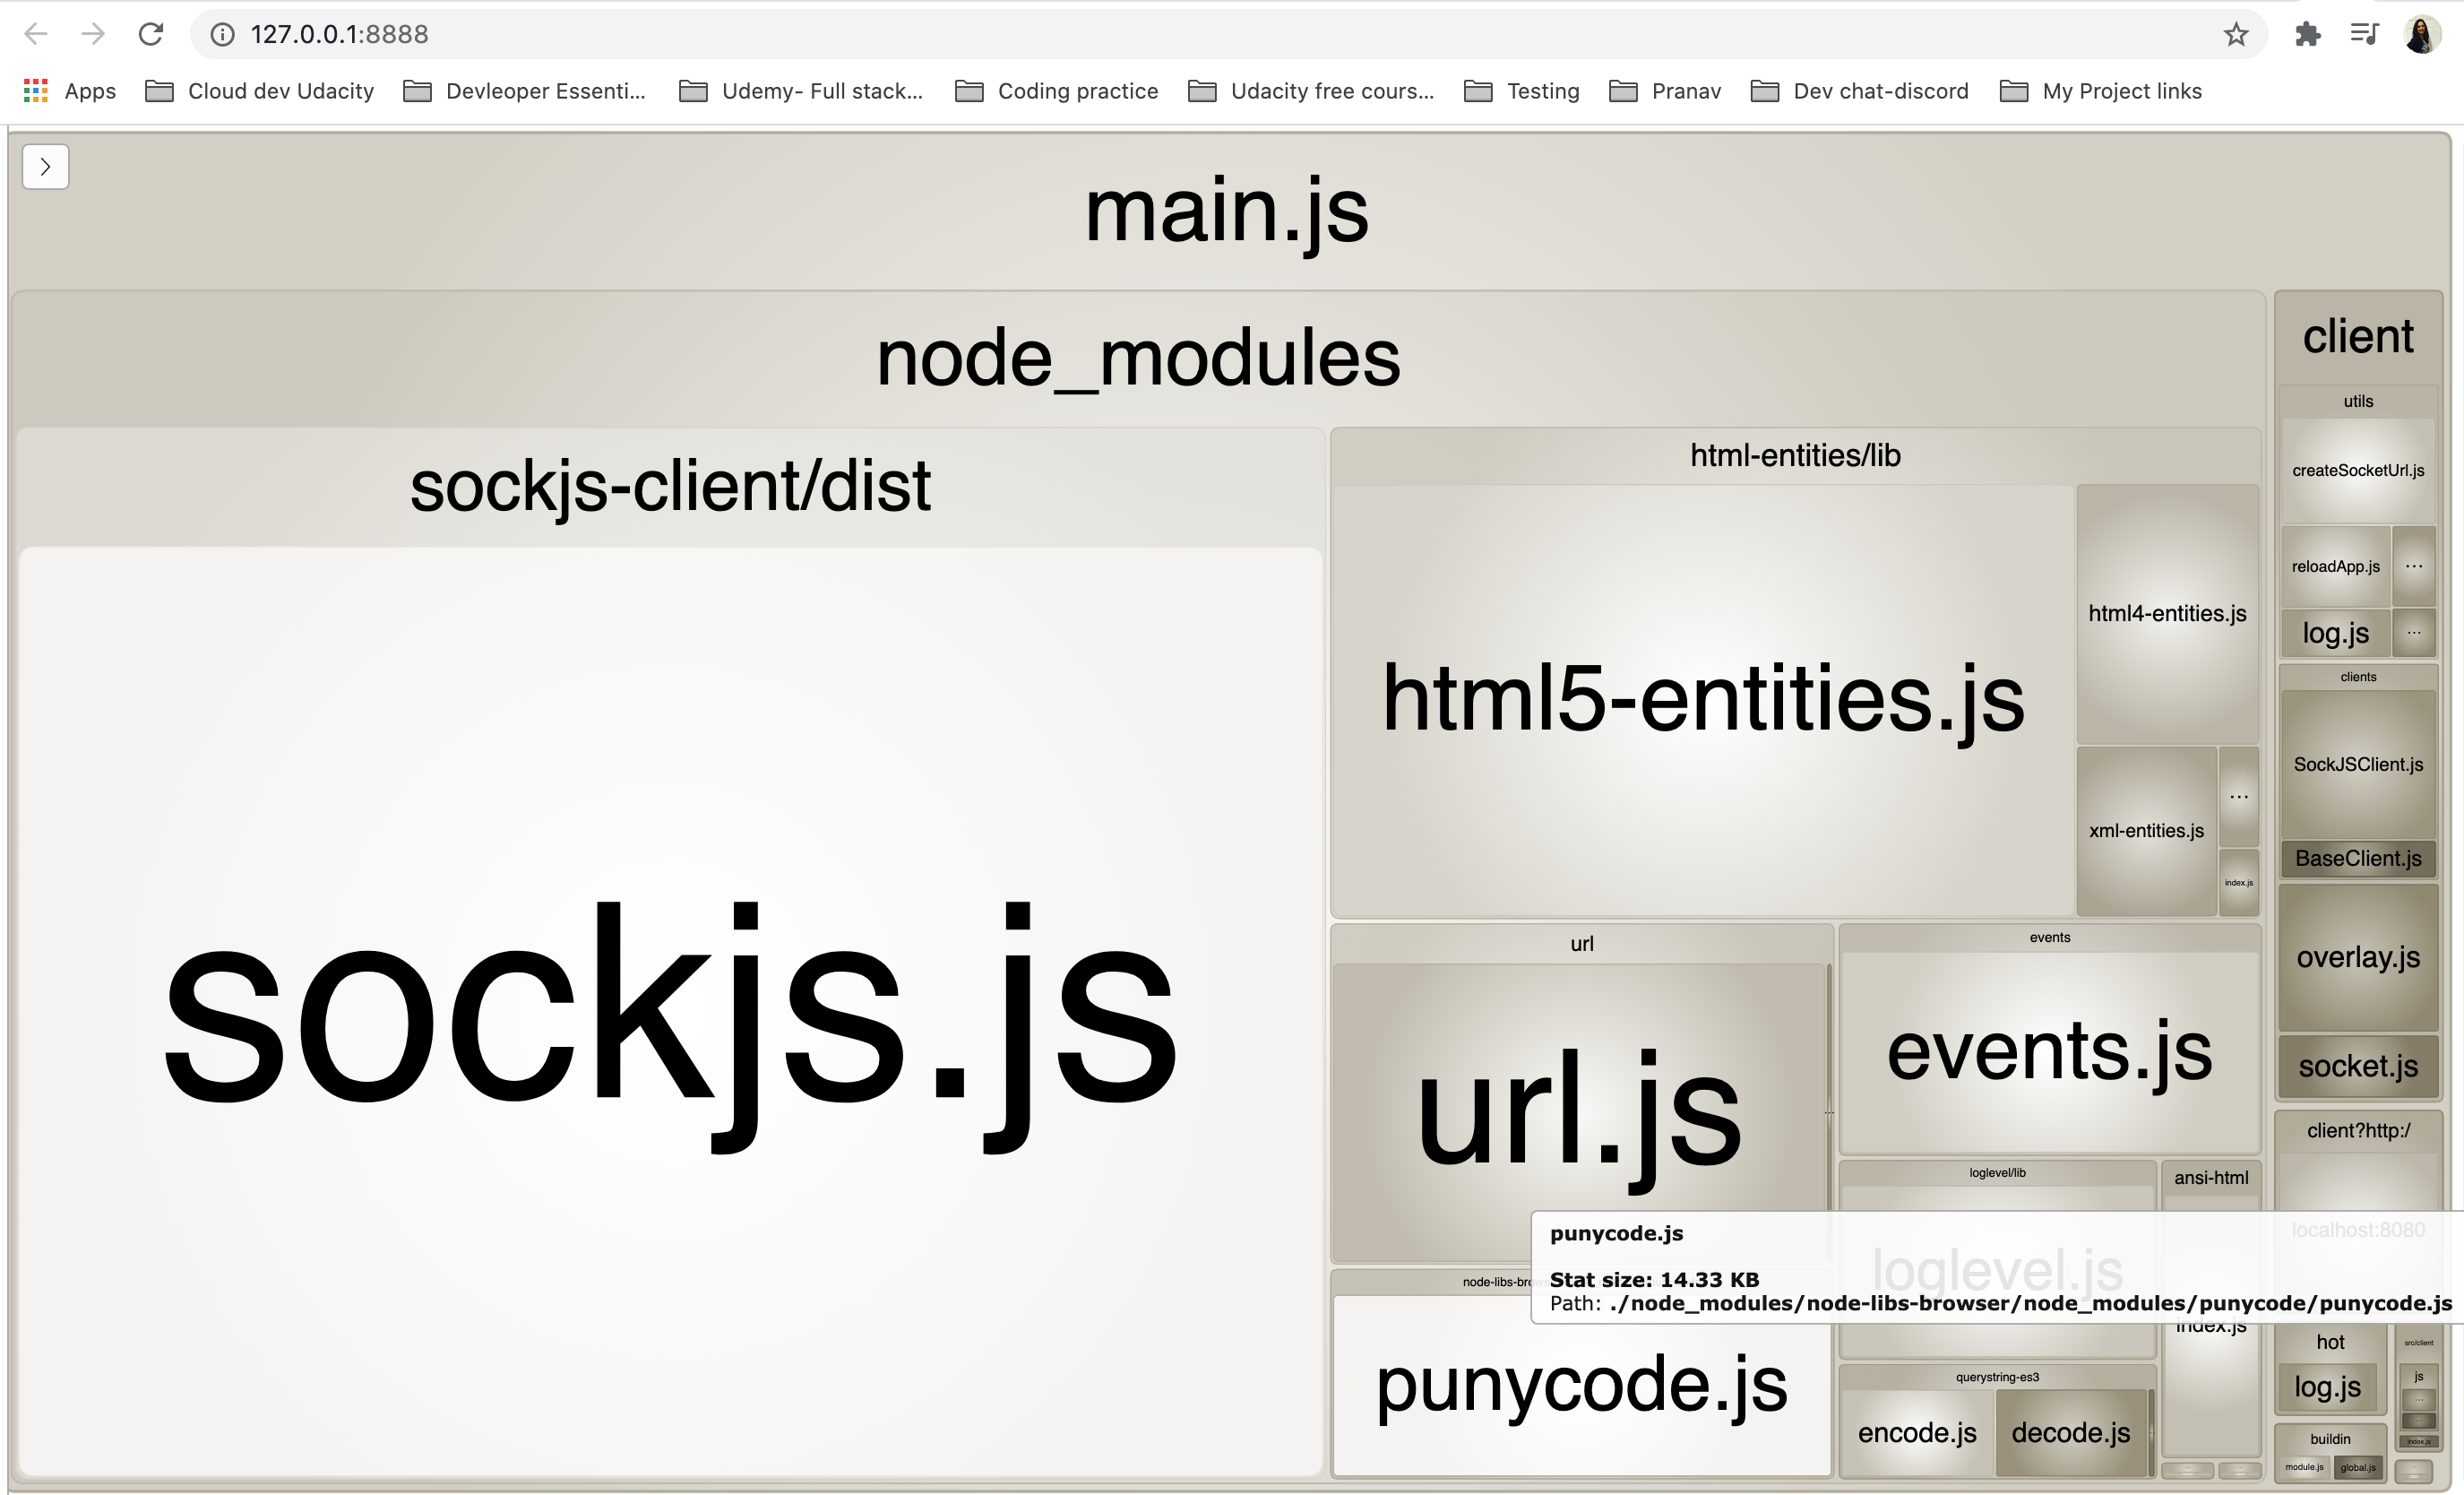 127.0.0.1:8888
Apps
Cloud dev Udacity
Devleoper Essenti...
Udemy- Full stack...
Coding practice
Udacity free cours...
Testing
Pranav
Dev chat-discord
My Project links
main.js
node_modules
sockjs-client/dist
sockjs.js
html-entities/lib
html5-entities.js
html4-entities.js
xml-entities.js
...
index.js
url
url.js
...
events
events.js
loglevel/lib
loglevel.js
ansi-html
index.js
node-libs-brow
punycode.js
punycode.js
Stat size: 14.33 KB
Path: ./node_modules/node-libs-browser/node_modules/punycode/punycode.js
querystring-es3
encode.js
decode.js
client
utils
createSocketUrl.js
reloadApp.js
...
log.js
...
clients
SockJSClient.js
BaseClient.js
overlay.js
socket.js
client?http:/
localhost:8080
hot
log.js
src/client
js
...
...
index.js
buildin
module.js
global.js